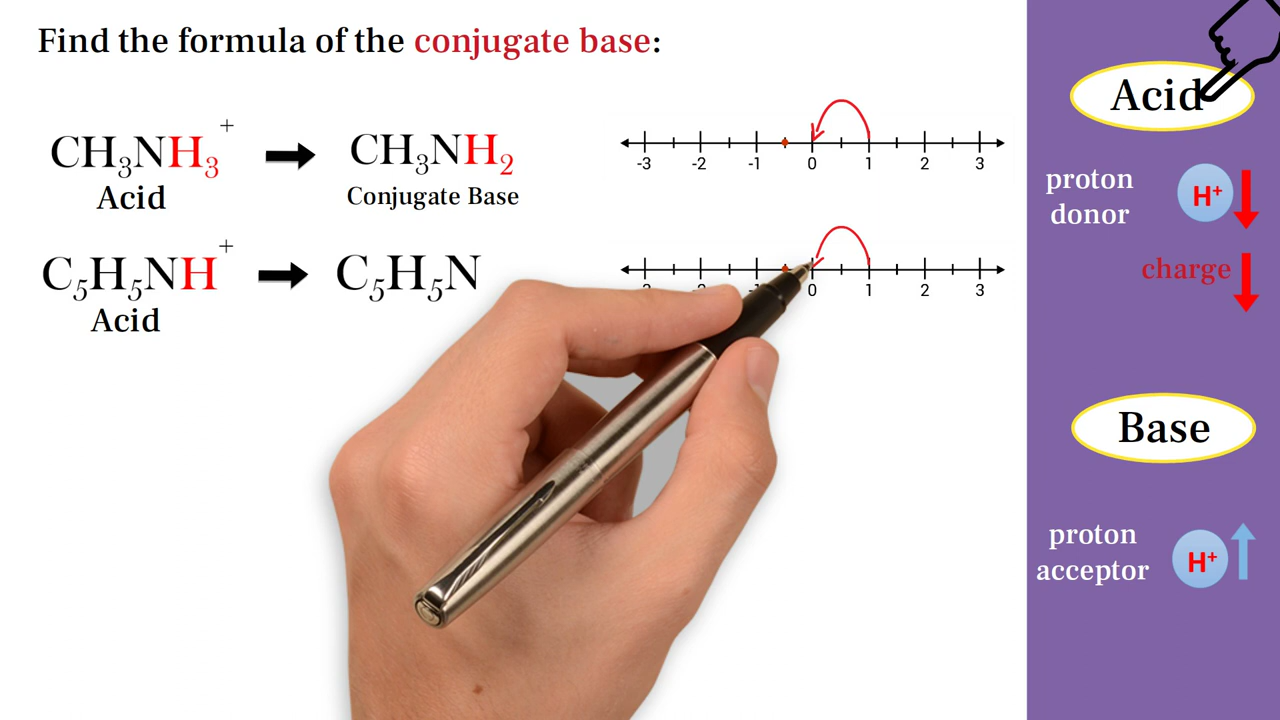 Find the formula of the conjugate base:
CH₃NH₃⁺ → CH₃NH₂
Acid
Conjugate Base
-3 -2 -1 0 1 2 3
C₅H₅NH⁺ → C₅H₅N
Acid
0 1 2 3
Acid
proton
donor
H⁺
charge
Base
proton
acceptor
H⁺